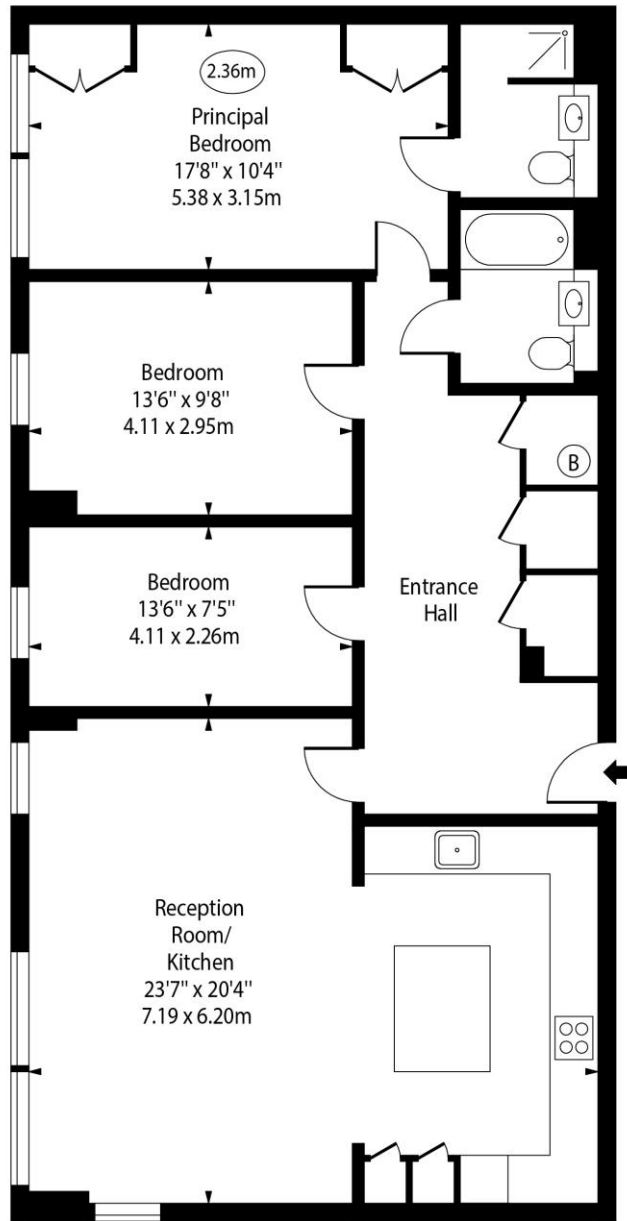 2.36m
Principal
Bedroom
17'8" x 10'4"
5.38 x 3.15m
Bedroom
13'6" x 9'8"
4.11 x 2.95m
B
Bedroom
13'6" x 7'5"
4.11 x 2.26m
Entrance
Hall
Reception
Room/
Kitchen
23'7" x 20'4"
7.19 x 6.20m